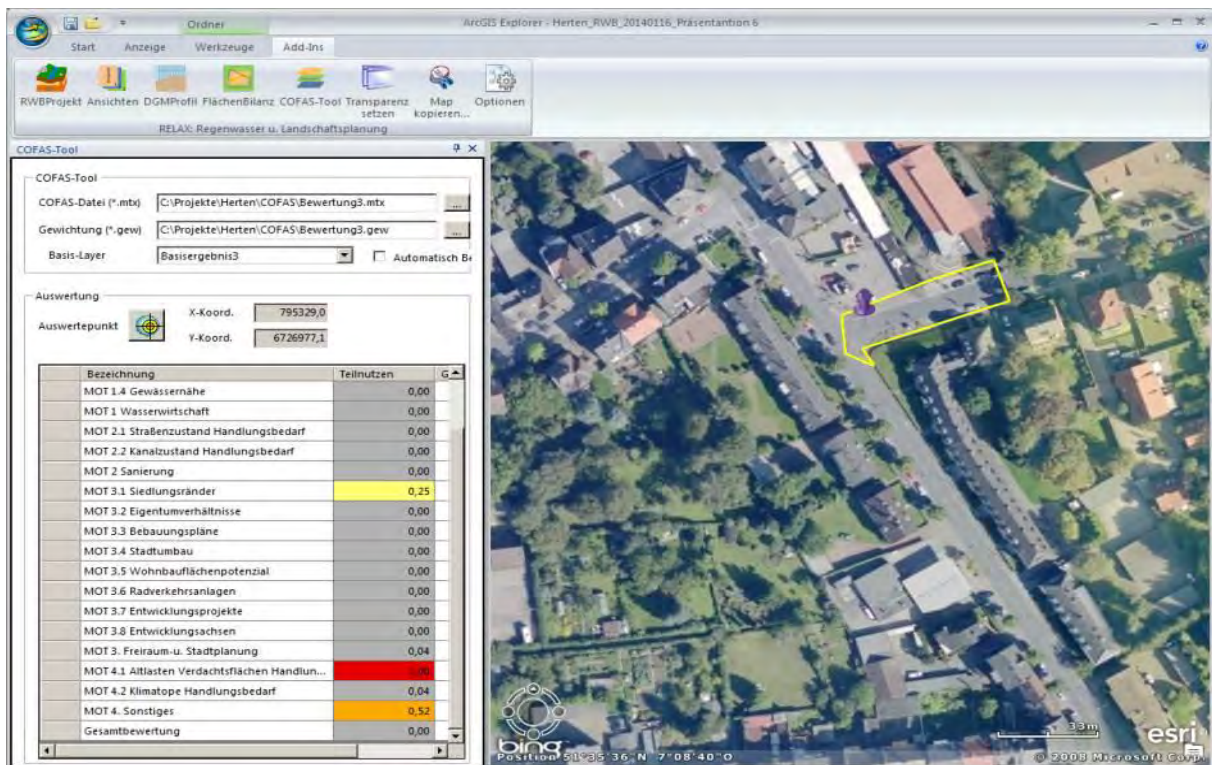 Ordner
ArcGIS Explorer - Herten_RWB_20140116_Präsentantion 6
Start Anzeige Werkzeuge Add-Ins
RWBProjekt Ansichten DGMProfil FlächenBilanz COFAS-Tool Transparenz setzen Map kopieren... Optionen
RELAX: Regenwasser u. Landschaftsplanung
COFAS-Tool
COFAS-Tool
COFAS-Datei (*.mtx) C:\Projekte\Herten\COFAS\Bewertung3.mtx ...
Gewichtung (*.gew) C:\Projekte\Herten\COFAS\Bewertung3.gew ...
Basis-Layer Basisergebnis3 Automatisch Be
Auswertung
Auswertepunkt
X-Koord. 795329,0
Y-Koord. 6726977,1
Bezeichnung Teilnutzen G
MOT 1.4 Gewässernähe 0,00
MOT 1 Wasserwirtschaft 0,00
MOT 2.1 Straßenzustand Handlungsbedarf 0,00
MOT 2.2 Kanalzustand Handlungsbedarf 0,00
MOT 2 Sanierung 0,00
MOT 3.1 Siedlungsränder 0,25
MOT 3.2 Eigentumverhältnisse 0,00
MOT 3.3 Bebauungspläne 0,00
MOT 3.4 Stadtumbau 0,00
MOT 3.5 Wohnbauflächenpotenzial 0,00
MOT 3.6 Radverkehrsanlagen 0,00
MOT 3.7 Entwicklungsprojekte 0,00
MOT 3.8 Entwicklungsachsen 0,00
MOT 3. Freiraum-u. Stadtplanung 0,04
MOT 4.1 Altlasten Verdachtsflächen Handlun...
MOT 4.2 Klimatope Handlungsbedarf 0,04
MOT 4. Sonstiges 0,52
Gesamtbewertung 0,00
33m
bing
esri
Position 51°35'36"N 7°08'40"O
© 2008 Microsoft Corp.